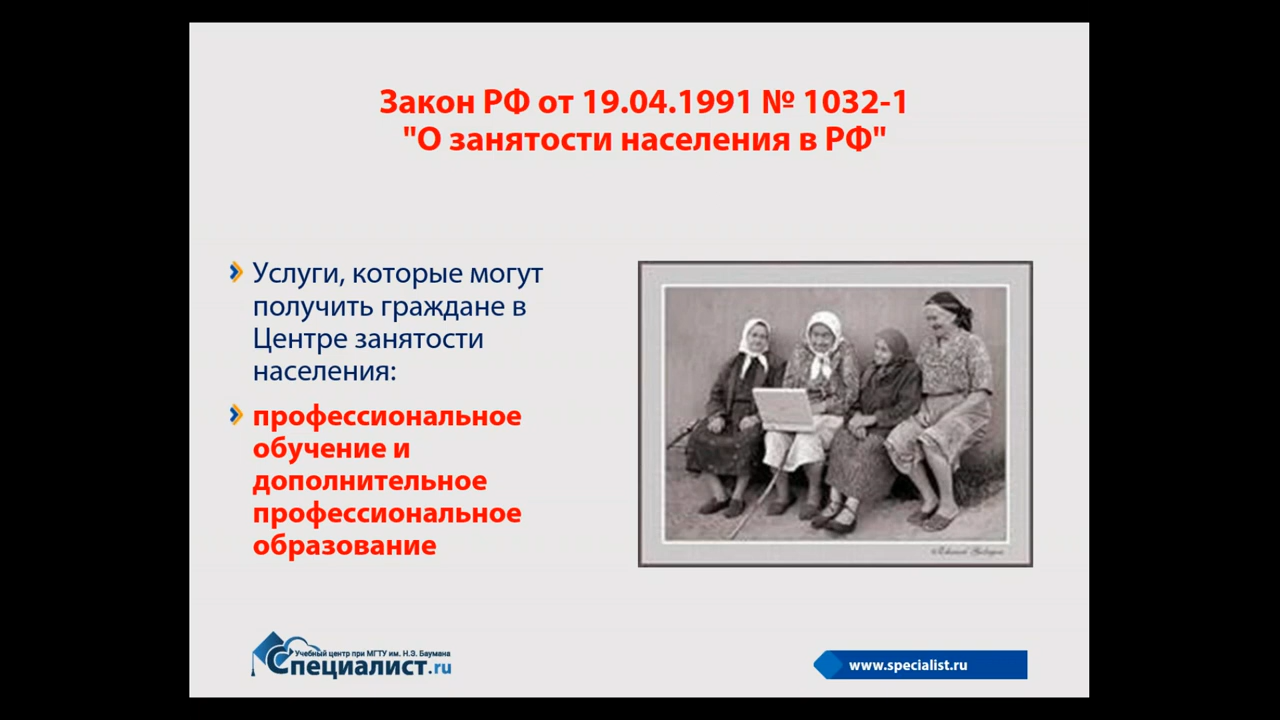 Закон РФ от 19.04.1991 № 1032-1
"О занятости населения в РФ"
Услуги, которые могут
получить граждане в
Центре занятости
населения:
профессиональное
обучение и
дополнительное
профессиональное
образование
Учебный центр при МГТУ им. Н.Э. Баумана
Специалист.ru
www.specialist.ru